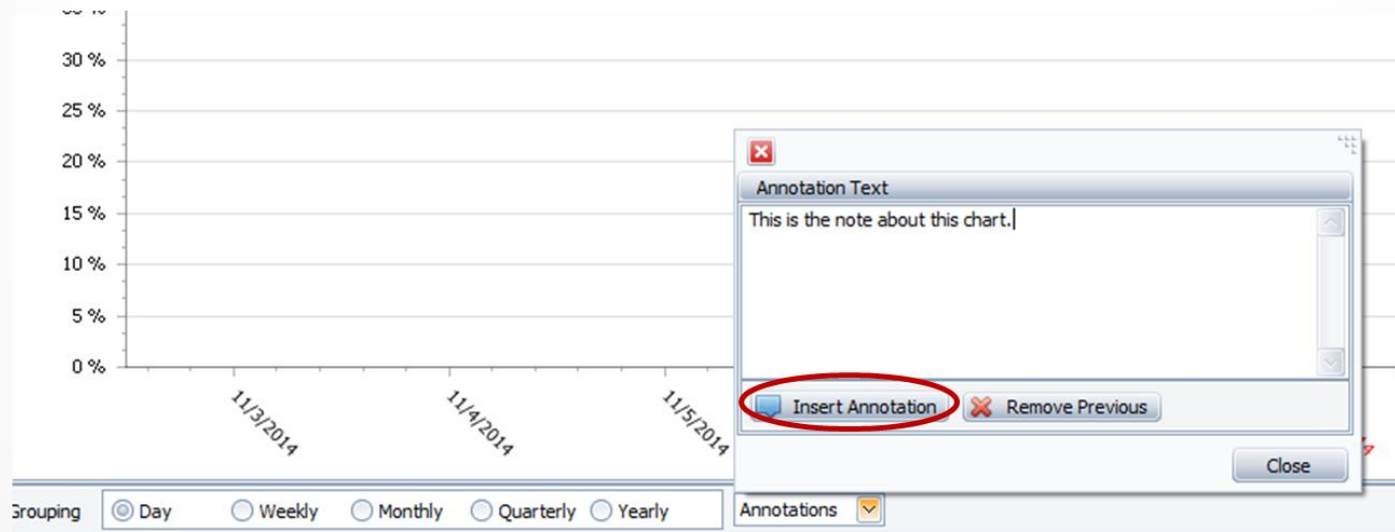 30 %
25 %
20 %
15 %
10 %
5 %
0 %
11/3/2014
11/4/2014
11/5/2014
Annotation Text
This is the note about this chart.
Insert Annotation Remove Previous
Close
Day Weekly Monthly Quarterly Yearly Annotations